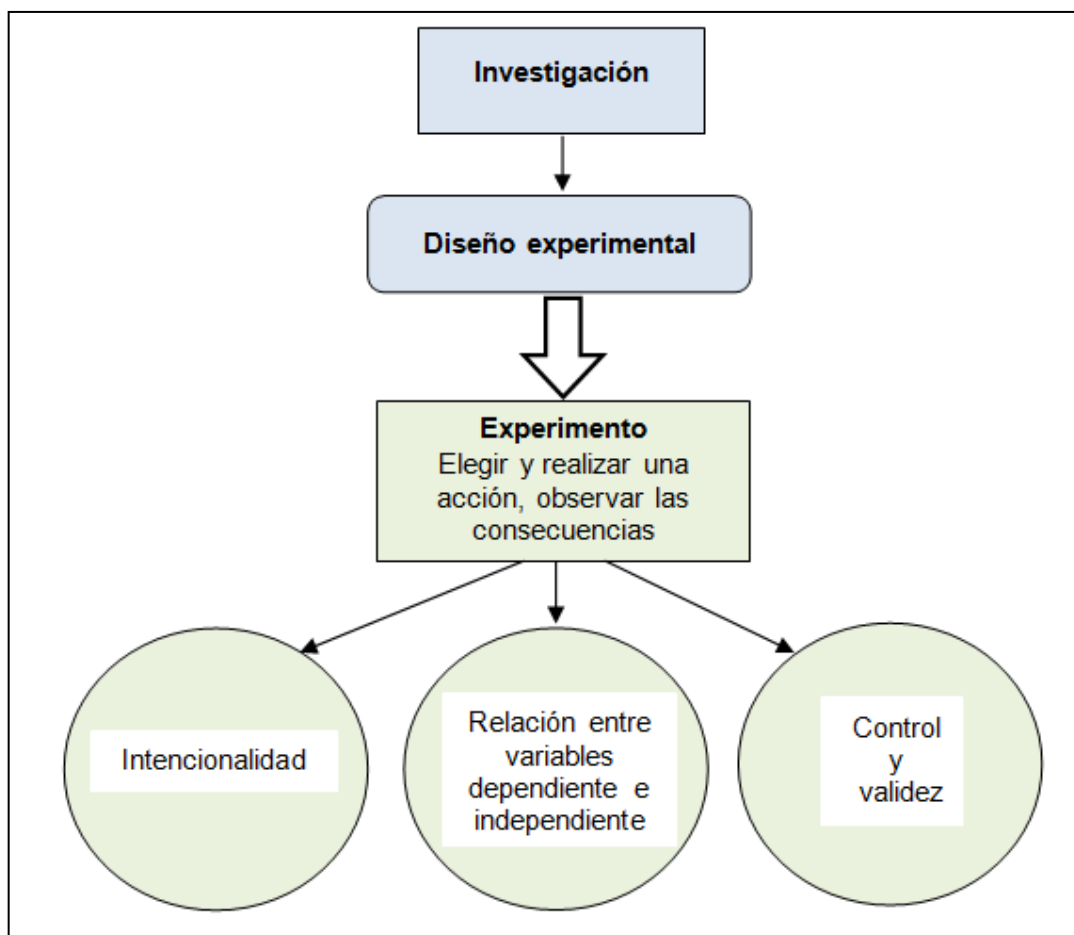 Investigación
Diseño experimental
Experimento
Elegir y realizar una
acción, observar las
consecuencias
Intencionalidad
Relación entre
variables
dependiente e
independiente
Control
y
validez